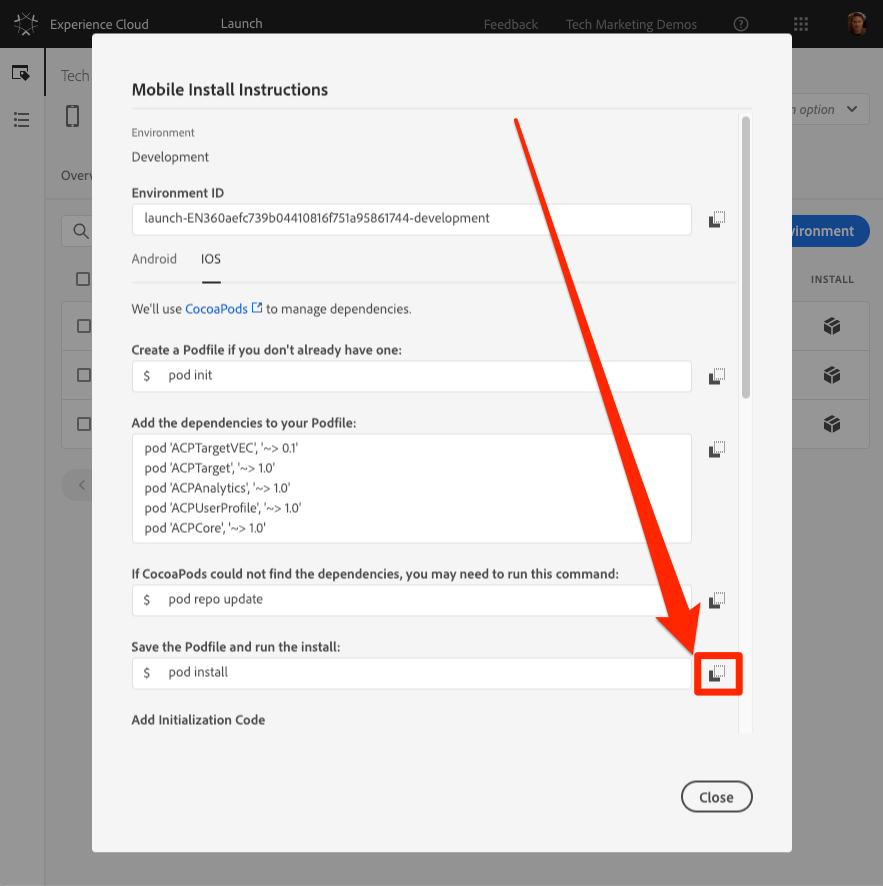 Experience Cloud
Launch
Feedback
Tech Marketing Demos
Tech
option
Overv
vironment
INSTALL
Mobile Install Instructions
Environment
Development
Environment ID
launch-EN360aefc739b04410816f751a95861744-development
Android
IOS
We'll use CocoaPods to manage dependencies.
Create a Podfile if you don't already have one:
$ pod init
Add the dependencies to your Podfile:
pod 'ACPTargetVEC', '~> 0.1'
pod 'ACPTarget', '~> 1.0'
pod 'ACPAnalytics', '~> 1.0'
pod 'ACPUserProfile', '~> 1.0'
pod 'ACPCore', '~> 1.0'
If CocoaPods could not find the dependencies, you may need to run this command:
$ pod repo update
Save the Podfile and run the install:
$ pod install
Add Initialization Code
Close